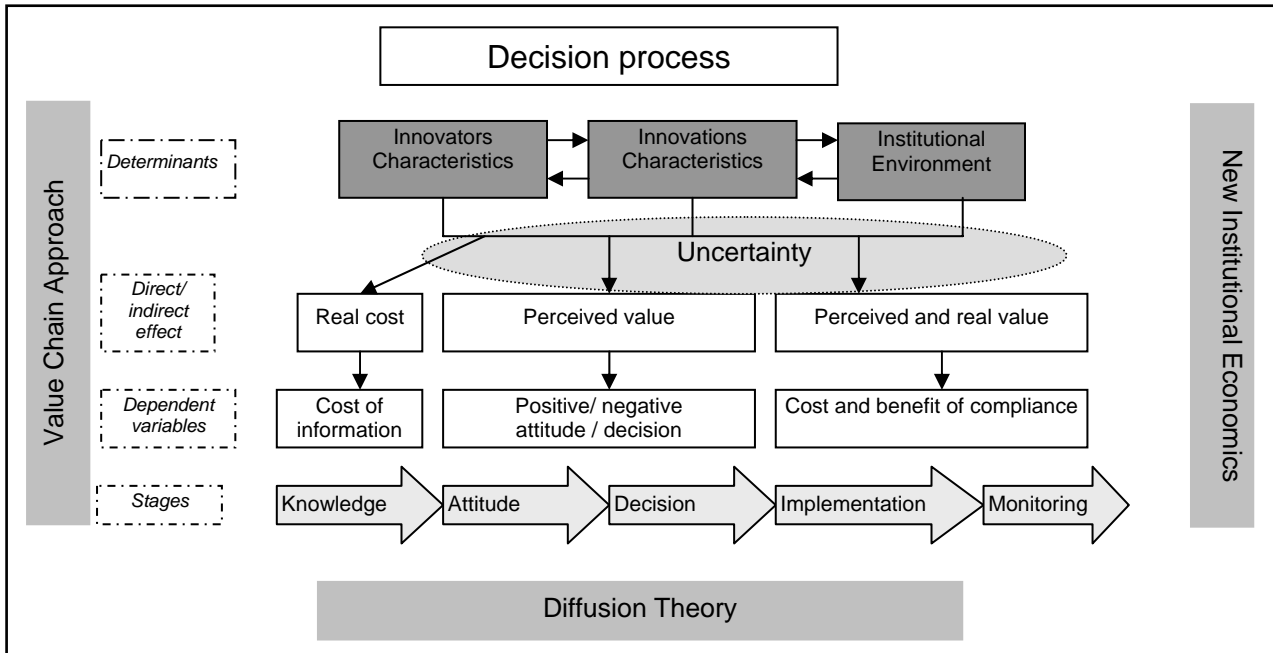 Decision process
Value Chain Approach
New Institutional Economics
Determinants
Innovators
Characteristics
Innovations
Characteristics
Institutional
Environment
Uncertainty
Direct/
indirect
effect
Real cost
Perceived value
Perceived and real value
Dependent
variables
Cost of
information
Positive/ negative
attitude / decision
Cost and benefit of compliance
Stages
Knowledge
Attitude
Decision
Implementation
Monitoring
Diffusion Theory